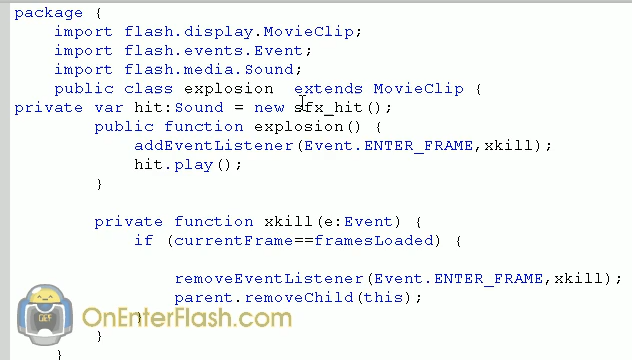 package {
import flash.display.MovieClip;
import flash.events.Event;
import flash.media.Sound;
public class explosion extends MovieClip {
private var hit:Sound = new sfx_hit();
public function explosion() {
addEventListener(Event.ENTER_FRAME,xkill);
hit.play();
}
private function xkill(e:Event) {
if (currentFrame==framesLoaded) {
removeEventListener(Event.ENTER_FRAME,xkill);
parent.removeChild(this);
}
OEF OnEnterFlash.com
}
}